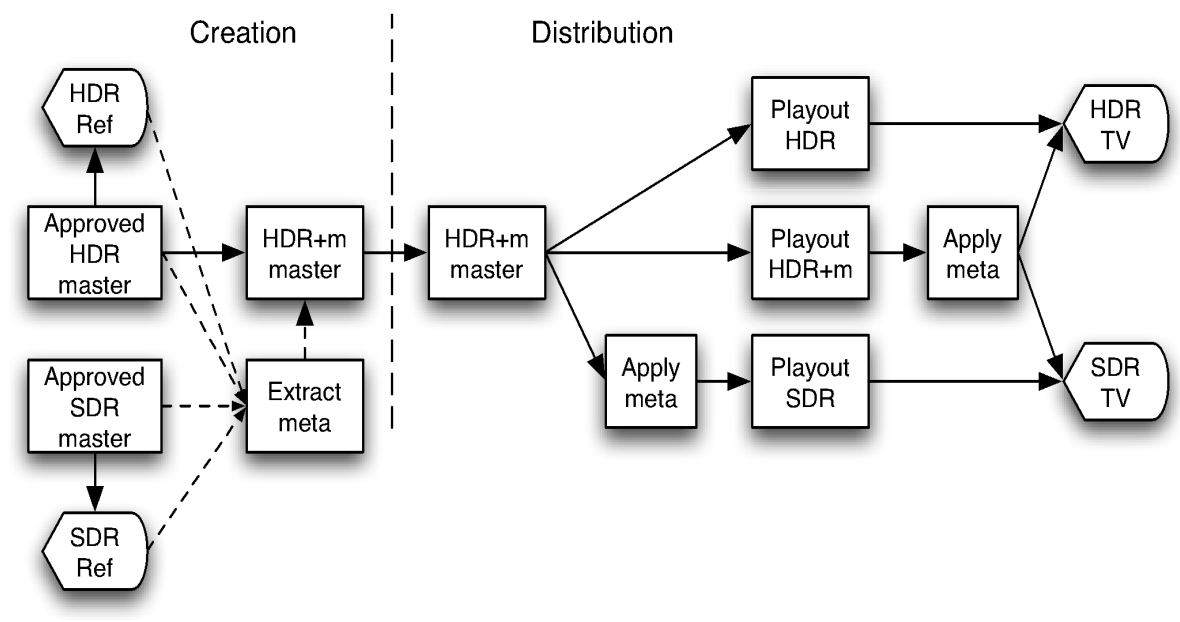 Creation
Distribution
HDR
Ref
Approved
HDR
master
HDR+m
master
Approved
SDR
master
Extract
meta
SDR
Ref
HDR+m
master
Playout
HDR
HDR
TV
Playout
HDR+m
Apply
meta
Apply
meta
Playout
SDR
SDR
TV